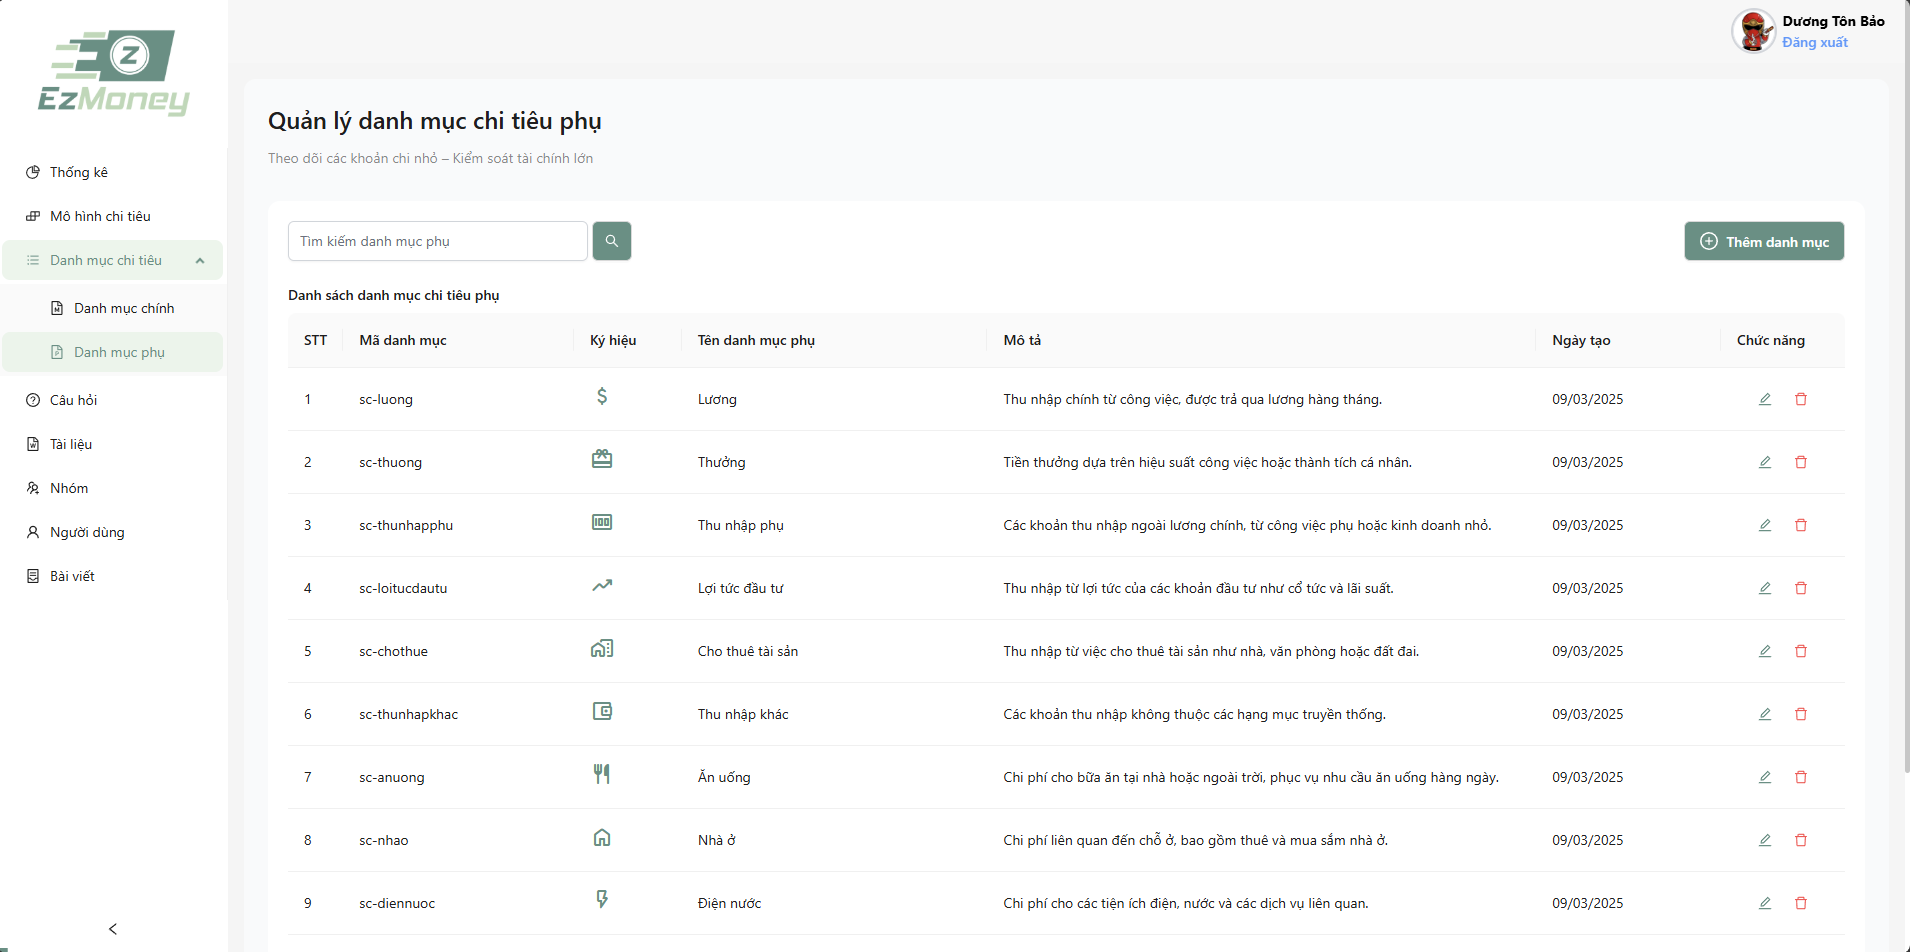 Z
EzMoney
Dương Tôn Bảo
Đăng xuất
Thống kê
Mô hình chi tiêu
Danh mục chi tiêu
Danh mục chính
Danh mục phụ
Câu hỏi
Tài liệu
Nhóm
Người dùng
Bài viết
Quản lý danh mục chi tiêu phụ
Theo dõi các khoản chi nhỏ – Kiểm soát tài chính lớn
Tìm kiếm danh mục phụ
Thêm danh mục
Danh sách danh mục chi tiêu phụ
STT Mã danh mục Ký hiệu Tên danh mục phụ Mô tả Ngày tạo Chức năng
1 sc-luong $ Lương Thu nhập chính từ công việc, được trả qua lương hàng tháng. 09/03/2025
2 sc-thuong Thưởng Tiền thưởng dựa trên hiệu suất công việc hoặc thành tích cá nhân. 09/03/2025
3 sc-thunhapphu 100 Thu nhập phụ Các khoản thu nhập ngoài lương chính, từ công việc phụ hoặc kinh doanh nhỏ. 09/03/2025
4 sc-loitucdautu Lợi tức đầu tư Thu nhập từ lợi tức của các khoản đầu tư như cổ tức và lãi suất. 09/03/2025
5 sc-chothue Cho thuê tài sản Thu nhập từ việc cho thuê tài sản như nhà, văn phòng hoặc đất đai. 09/03/2025
6 sc-thunhapkhac Thu nhập khác Các khoản thu nhập không thuộc các hạng mục truyền thống. 09/03/2025
7 sc-anuong Ăn uống Chi phí cho bữa ăn tại nhà hoặc ngoài trời, phục vụ nhu cầu ăn uống hàng ngày. 09/03/2025
8 sc-nhao Nhà ở Chi phí liên quan đến chỗ ở, bao gồm thuê và mua sắm nhà ở. 09/03/2025
9 sc-diennuoc Điện nước Chi phí cho các tiện ích điện, nước và các dịch vụ liên quan. 09/03/2025